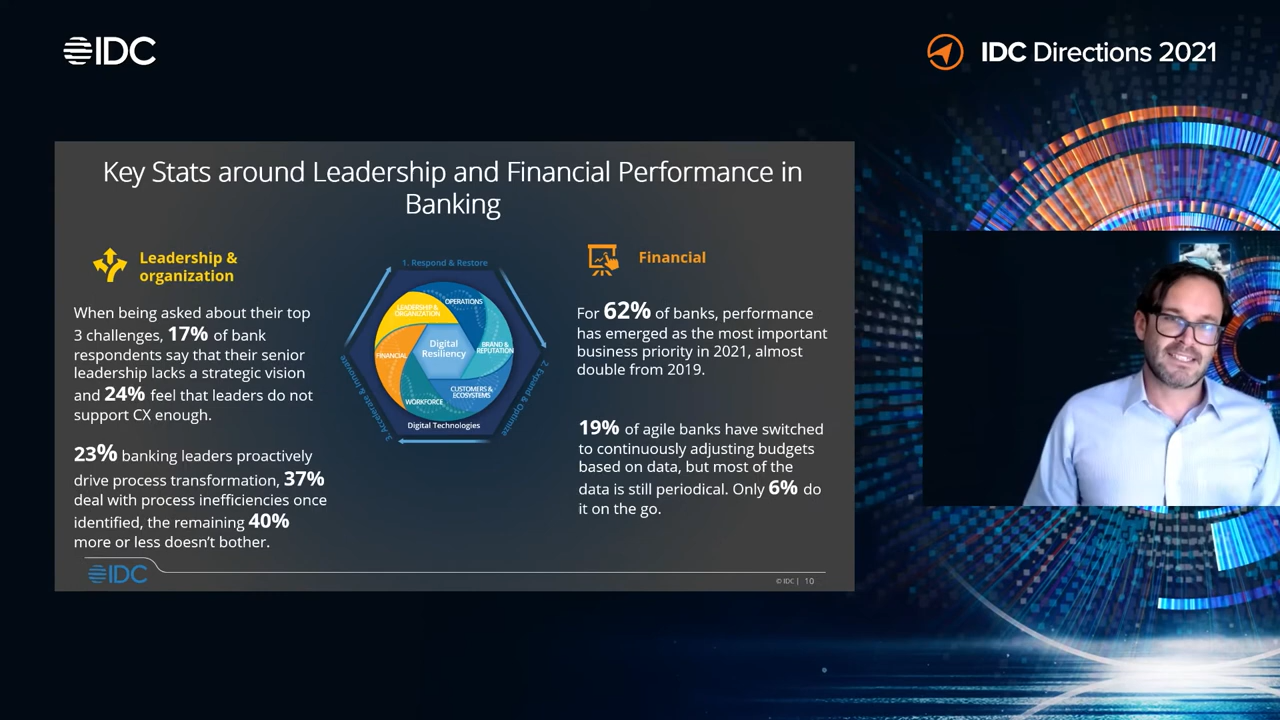 IDC
IDC Directions 2021
Key Stats around Leadership and Financial Performance in
Banking
Leadership &
organization
When being asked about their top
3 challenges, 17% of bank
respondents say that their senior
leadership lacks a strategic vision
and 24% feel that leaders do not
support CX enough.
23% banking leaders proactively
drive process transformation, 37%
deal with process inefficiencies once
identified, the remaining 40%
more or less doesn't bother.
1. Respond & Restore
2. Expand & Optimize
3. Accelerate & Innovate
LEADERSHIP &
ORGANIZATION
OPERATIONS
BRAND &
REPUTATION
CUSTOMERS &
ECOSYSTEMS
WORKFORCE
FINANCIAL
Digital
Resiliency
Digital Technologies
Financial
For 62% of banks, performance
has emerged as the most important
business priority in 2021, almost
double from 2019.
19% of agile banks have switched
to continuously adjusting budgets
based on data, but most of the
data is still periodical. Only 6% do
it on the go.
IDC
© IDC | 10